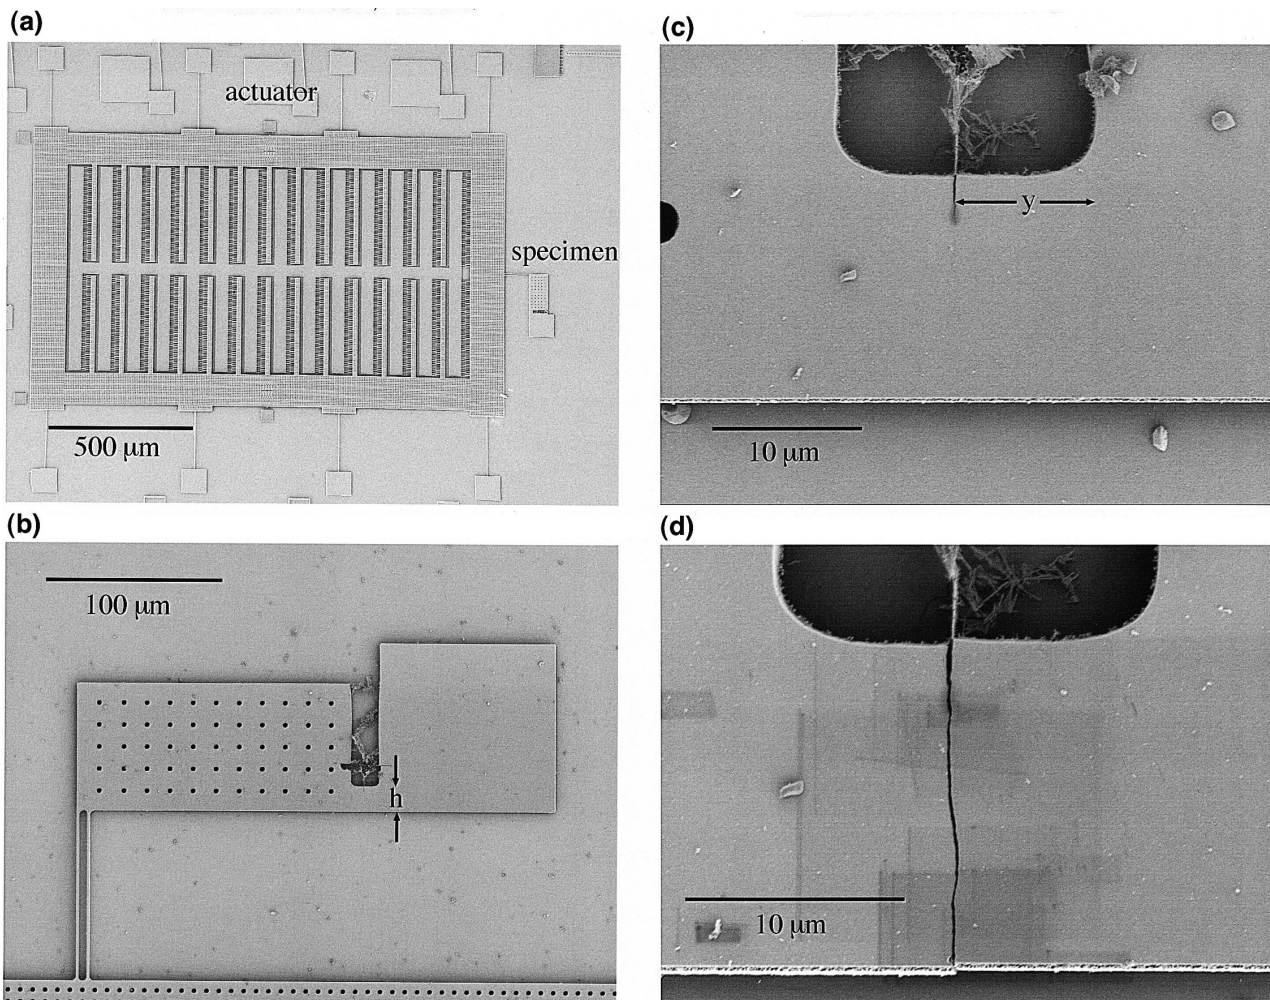 (a)
actuator
specimen
500 μm
(b)
100 μm
h
(c)
y
10 μm
(d)
10 μm